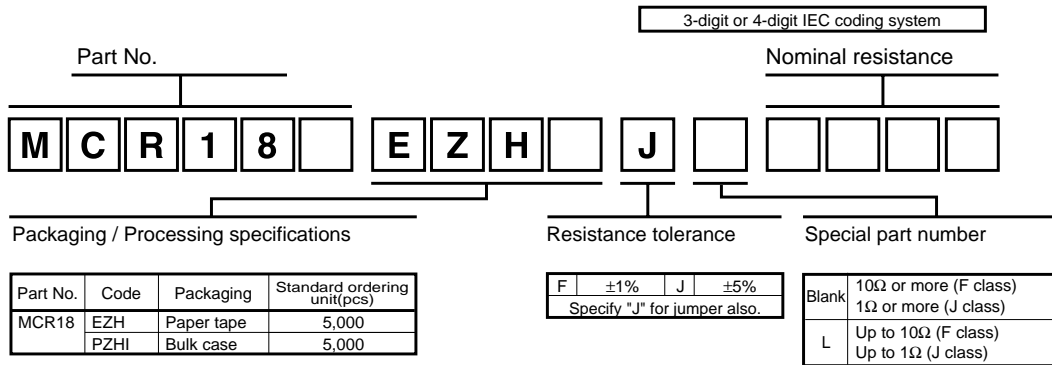 3-digit or 4-digit IEC coding system
Part No.
Nominal resistance
M C R 1 8 E Z H J
Packaging / Processing specifications
Resistance tolerance
Special part number
Part No. Code Packaging Standard ordering unit(pcs)
MCR18 EZH Paper tape 5,000
PZHI Bulk case 5,000
F ±1% J ±5%
Specify "J" for jumper also.
Blank 10Ω or more (F class)
1Ω or more (J class)
L Up to 10Ω (F class)
Up to 1Ω (J class)